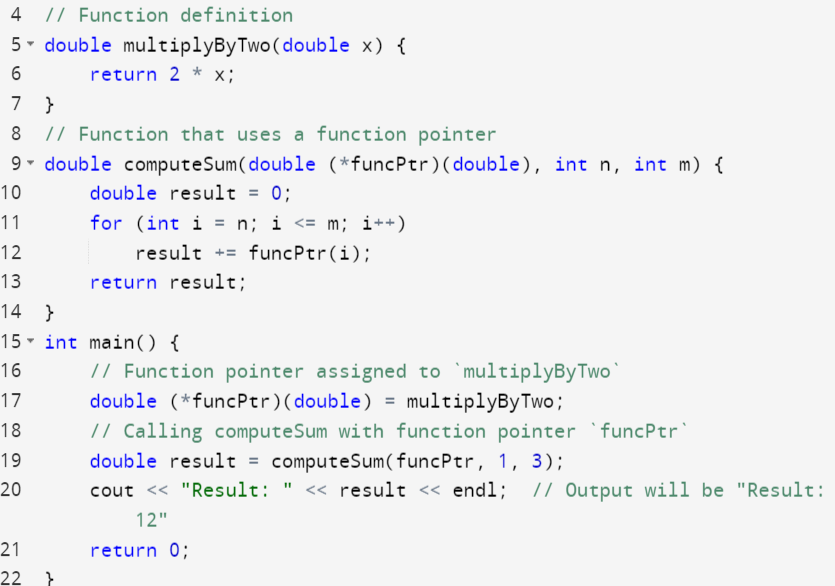 4 // Function definition
5 double multiplyByTwo(double x) {
6     return 2 * x;
7 }
8 // Function that uses a function pointer
9 double computeSum(double (*funcPtr)(double), int n, int m) {
10     double result = 0;
11     for (int i = n; i <= m; i++)
12         result += funcPtr(i);
13     return result;
14 }
15 int main() {
16     // Function pointer assigned to `multiplyByTwo`
17     double (*funcPtr)(double) = multiplyByTwo;
18     // Calling computeSum with function pointer `funcPtr`
19     double result = computeSum(funcPtr, 1, 3);
20     cout << "Result: " << result << endl;  // Output will be "Result:
        12"
21     return 0;
22 }